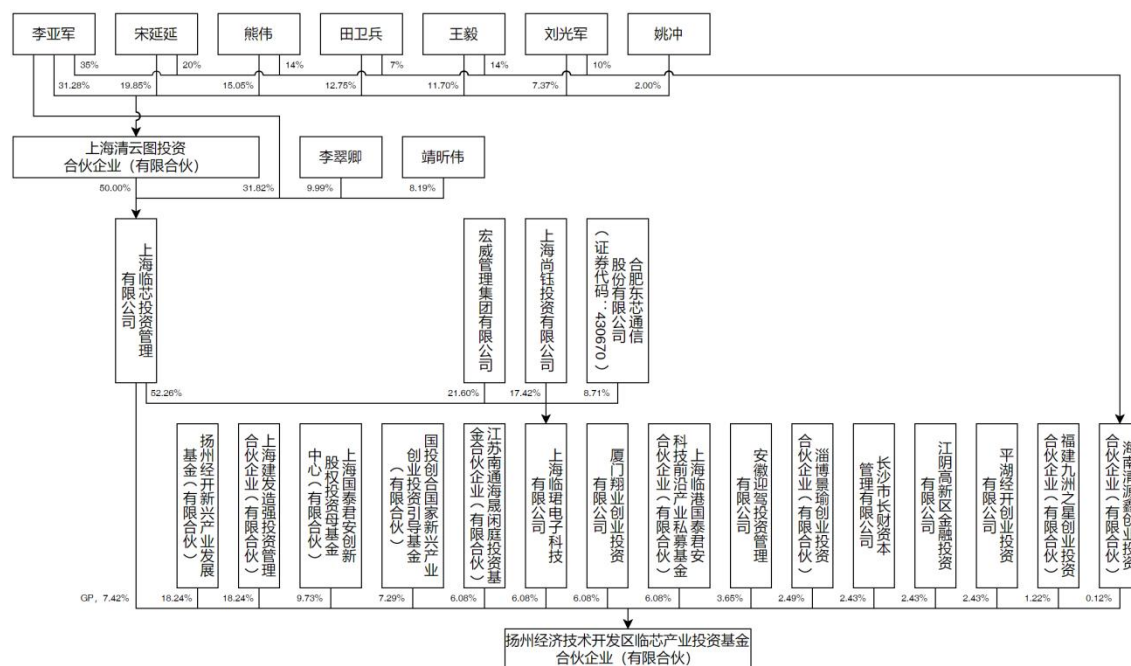 李亚军
宋延延
熊伟
田卫兵
王毅
刘光军
姚冲
35%
20%
14%
7%
14%
10%
31.28%
19.85%
15.05%
12.75%
11.70%
7.37%
2.00%
上海清云图投资
合伙企业（有限合伙）
李翠卿
靖昕伟
50.00%
31.82%
9.99%
8.19%
上海临芯投资管理
有限公司
宏威管理集团有限公司
上海尚钰投资有限公司
合肥东芯通信
股份有限公司
（证券代码：430670）
52.26%
21.60%
17.42%
8.71%
扬州经开新兴产业发展
基金（有限合伙）
上海建发造强投资管理
合伙企业（有限合伙）
上海国泰君安创新
股权投资母基金
中心（有限合伙）
国投创合国家新兴产业
创业投资引导基金
（有限合伙）
江苏南通海晟闲庭投资基
金合伙企业（有限合伙）
上海临珺电子科技
有限公司
厦门翔业创业投资
有限公司
上海临港国泰君安
科技前沿产业私募基金
合伙企业（有限合伙）
安徽迎驾投资管理
有限公司
淄博景瑜创业投资
合伙企业（有限合伙）
长沙市长财资本
管理有限公司
江阴高新区金融投资
有限公司
平湖经开创业投资
有限公司
福建九洲之星创业投资
合伙企业（有限合伙）
海南清源鑫创业投资
合伙企业（有限合伙）
GP，7.42%
18.24%
18.24%
9.73%
7.29%
6.08%
6.08%
6.08%
6.08%
3.65%
2.49%
2.43%
2.43%
2.43%
1.22%
0.12%
扬州经济技术开发区临芯产业投资基金
合伙企业（有限合伙）